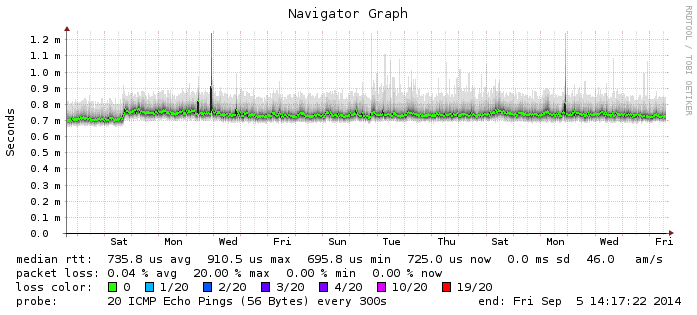 Navigator Graph
RRDTOOL / TOBI OETIKER
Seconds
1.2 m
1.1 m
1.0 m
0.9 m
0.8 m
0.7 m
0.6 m
0.5 m
0.4 m
0.3 m
0.2 m
0.1 m
0.0
Sat Mon Wed Fri Sun Tue Thu Sat Mon Wed Fri
median rtt: 735.8 us avg 910.5 us max 695.8 us min 725.0 us now 0.0 ms sd 46.0 am/s
packet loss: 0.04 % avg 20.00 % max 0.00 % min 0.00 % now
loss color: 0 1/20 2/20 3/20 4/20 10/20 19/20
probe: 20 ICMP Echo Pings (56 Bytes) every 300s end: Fri Sep 5 14:17:22 2014